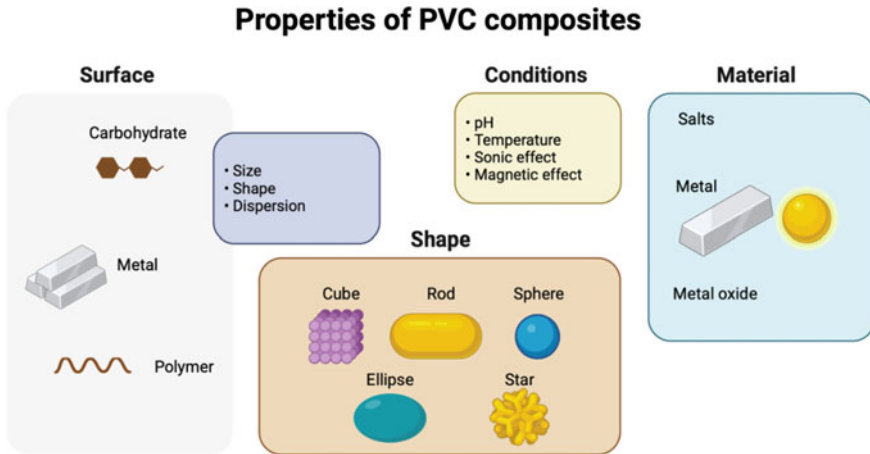 Properties of PVC composites
Surface
Carbohydrate
Metal
Polymer
• Size
• Shape
• Dispersion
Conditions
• pH
• Temperature
• Sonic effect
• Magnetic effect
Shape
Cube
Rod
Sphere
Ellipse
Star
Material
Salts
Metal
Metal oxide